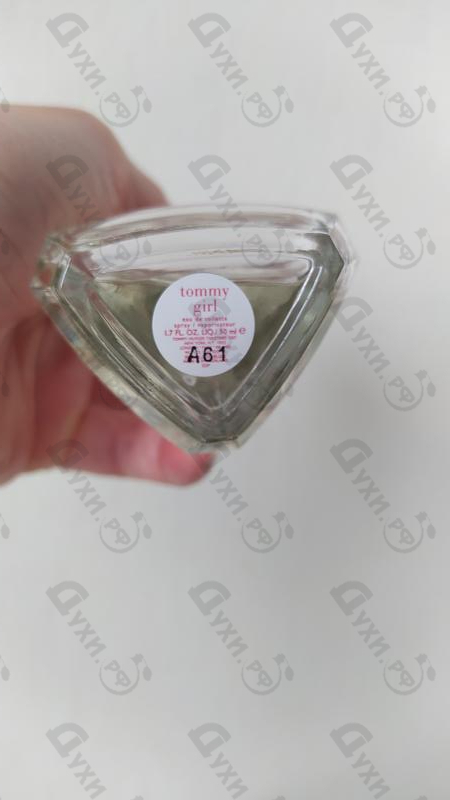 tommy
girl
eau de toilette
spray / vaporisateur
1.7 FL. OZ. LIQ./ 50 ml e
A61
Духи.рф